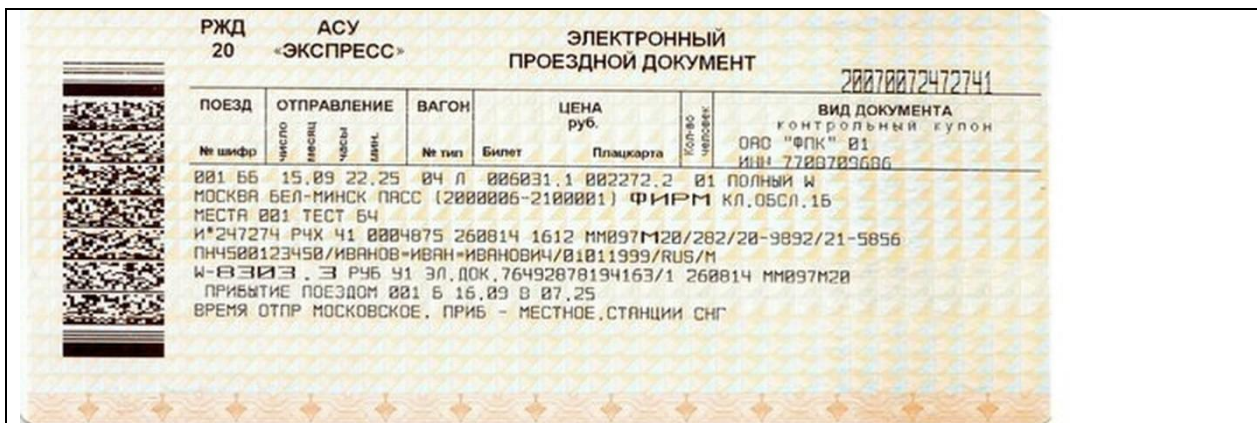 РЖД АСУ ЭЛЕКТРОННЫЙ
20 «ЭКСПРЕСС» ПРОЕЗДНОЙ ДОКУМЕНТ
20070072472741
ПОЕЗД ОТПРАВЛЕНИЕ ВАГОН ЦЕНА руб. Кол-во человек ВИД ДОКУМЕНТА
контрольный купон
№ шифр число месяц часы мин. № тип Билет Плацкарта ОАО "ФПК" 01
ИНН 7708709686
001 ББ 15.09 22.25 04 Л 006031.1 002272.2 01 ПОЛНЫЙ W
МОСКВА БЕЛ-МИНСК ПАСС (2000006-2100001) ФИРМ КЛ.ОБСЛ.1Б
МЕСТА 001 ТЕСТ БЧ
И*247274 РЧХ 41 0004875 260814 1612 ММ097М20/282/20-9892/21-5856
ПН4500123450/ИВАНОВ=ИВАН=ИВАНОВИЧ/01011999/RUS/M
W-8303.3 РУБ У1 ЭЛ.ДОК.76492878194163/1 260814 ММ097М20
ПРИБЫТИЕ ПОЕЗДОМ 001 Б 16.09 В 07.25
ВРЕМЯ ОТПР МОСКОВСКОЕ. ПРИБ - МЕСТНОЕ.СТАНЦИИ СНГ